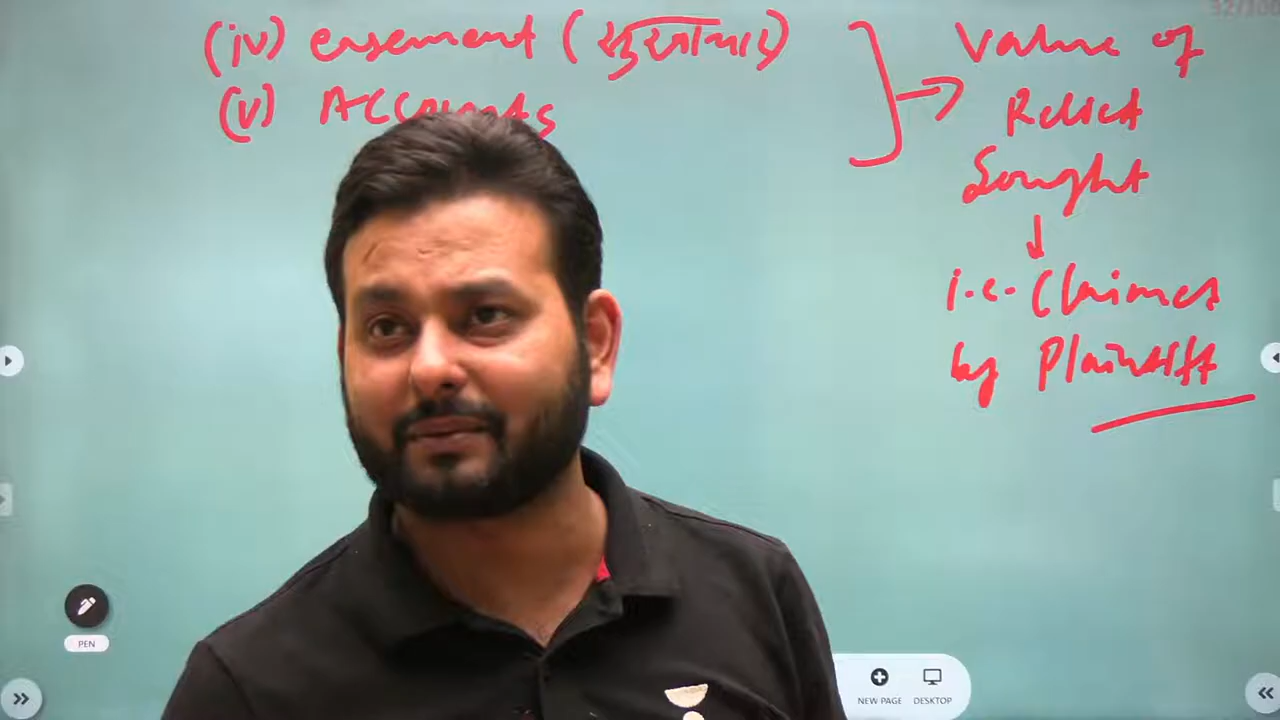 (iv) easement (सुखाचार)
(v) Accounts
Value of
Relief
Sought
i.e. Claimed
by Plaintiff
PEN
NEW PAGE
DESKTOP